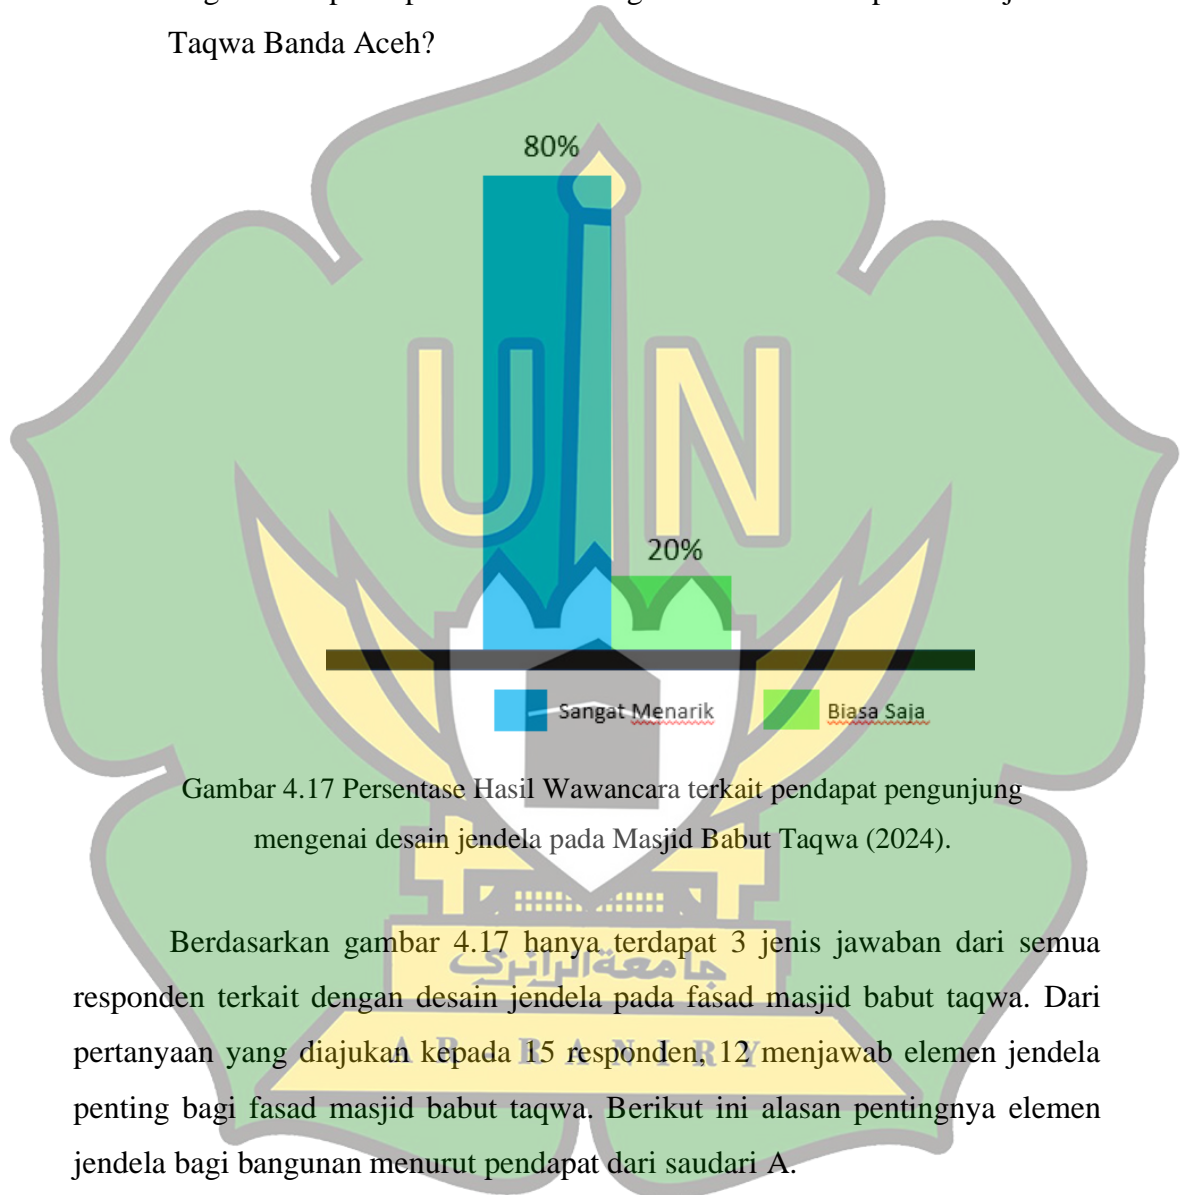 Taqwa Banda Aceh?
80%
U N
20%
Sangat Menarik
Biasa Saja
Gambar 4.17 Persentase Hasil Wawancara terkait pendapat pengunjung
mengenai desain jendela pada Masjid Babut Taqwa (2024).
Berdasarkan gambar 4.17 hanya terdapat 3 jenis jawaban dari semua
جامعة الرانري
responden terkait dengan desain jendela pada fasad masjid babut taqwa. Dari
pertanyaan yang diajukan kepada 15 responden, 12 menjawab elemen jendela
AR-RANIRY
penting bagi fasad masjid babut taqwa. Berikut ini alasan pentingnya elemen
jendela bagi bangunan menurut pendapat dari saudari A.